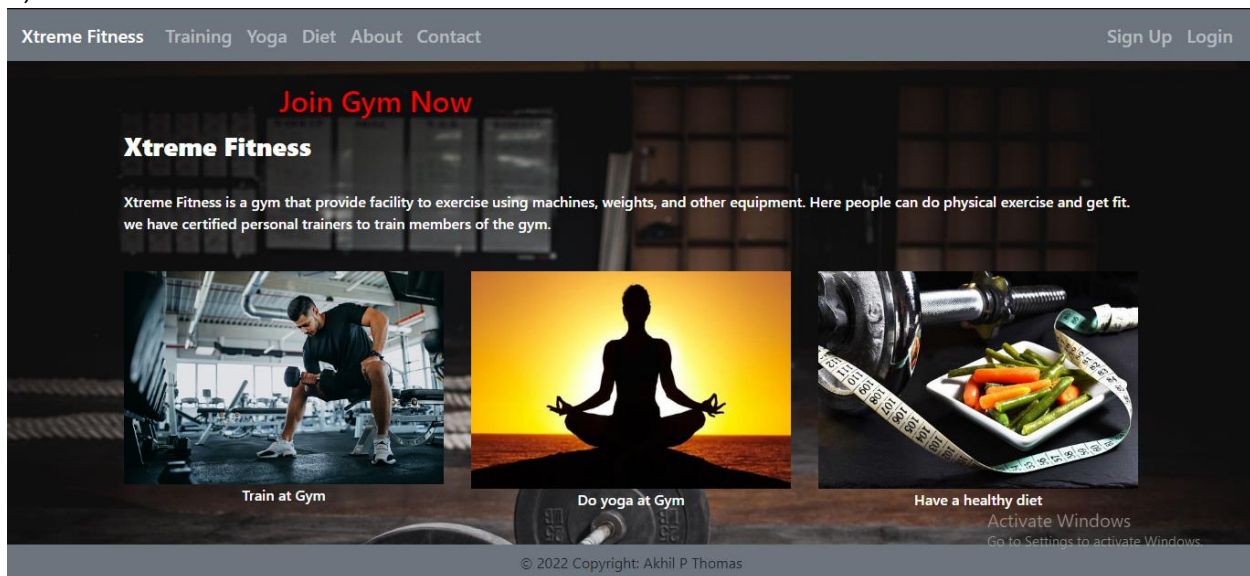 Xtreme Fitness Training Yoga Diet About Contact Sign Up Login
Join Gym Now
Xtreme Fitness
Xtreme Fitness is a gym that provide facility to exercise using machines, weights, and other equipment. Here people can do physical exercise and get fit.
we have certified personal trainers to train members of the gym.
Train at Gym
Do yoga at Gym
Have a healthy diet
Activate Windows
Go to Settings to activate Windows.
© 2022 Copyright: Akhil P Thomas